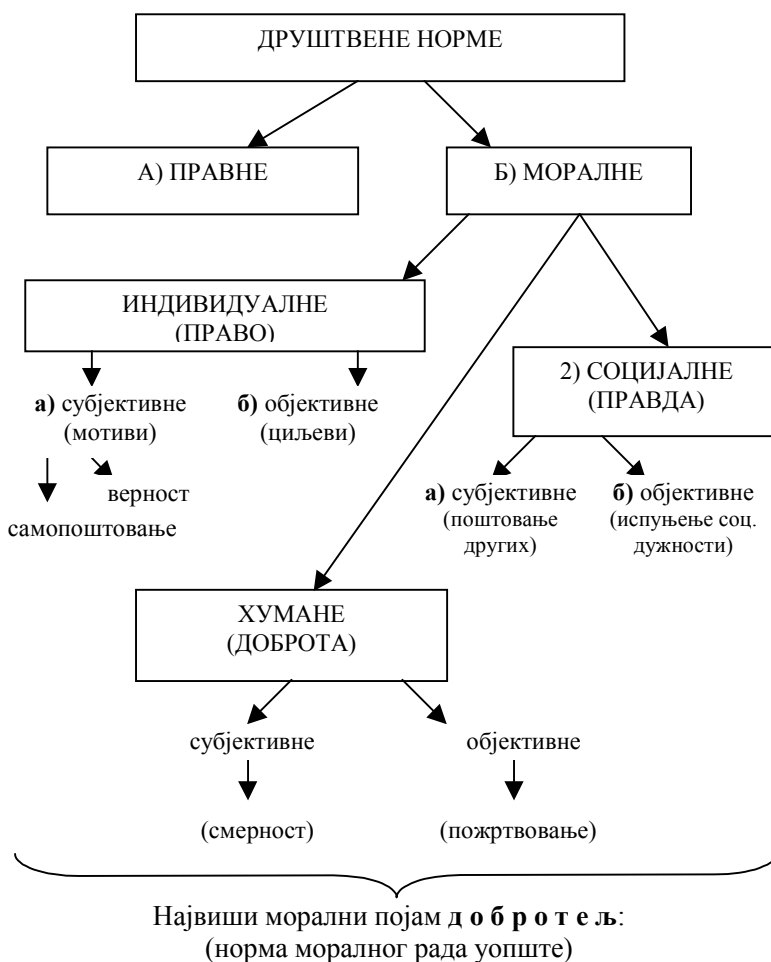 ДРУШТВЕНЕ НОРМЕ
А) ПРАВНЕ
Б) МОРАЛНЕ
ИНДИВИДУАЛНЕ
(ПРАВО)
2) СОЦИЈАЛНЕ
(ПРАВДА)
а) субјективне
(мотиви)
б) објективне
(циљеви)
верност
самопоштовање
а) субјективне
(поштовање
других)
б) објективне
(испуњење соц.
дужности)
ХУМАНЕ
(ДОБРОТА)
субјективне
објективне
(смерност)
(пожртвовање)
Највиши морални појам д о б р о т е љ:
(норма моралног рада уопште)